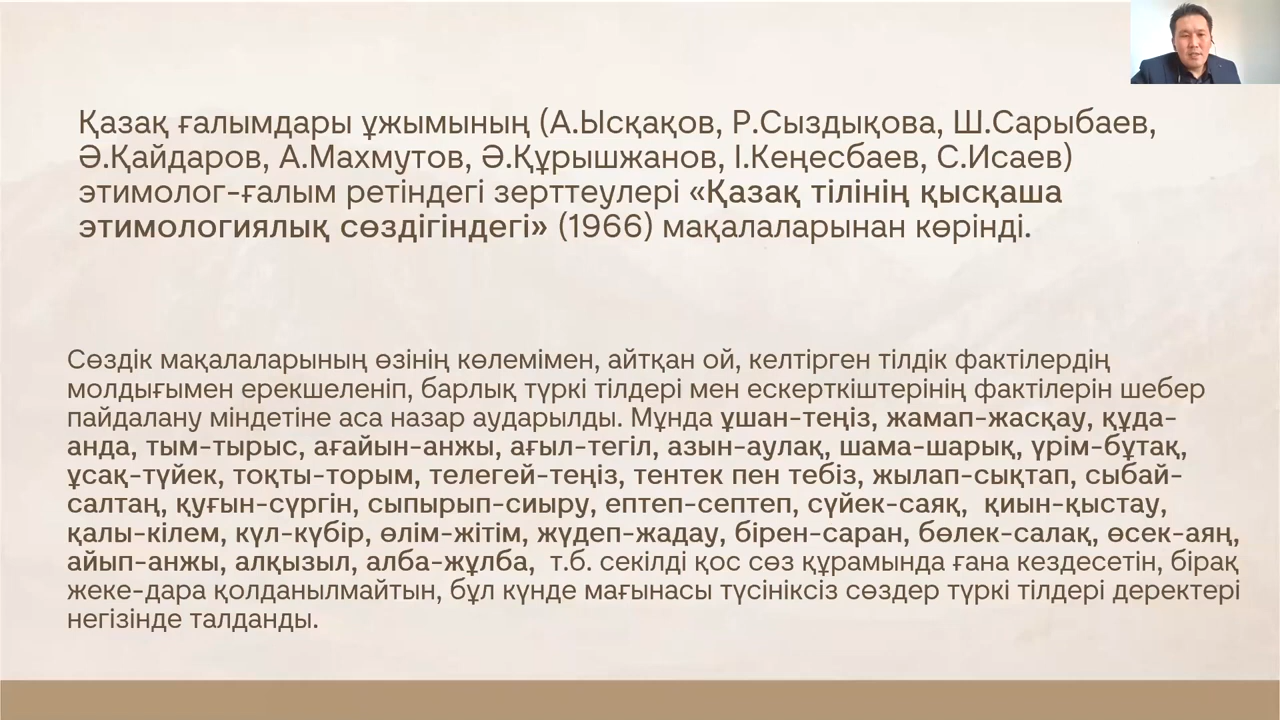 Қазақ ғалымдары ұжымының (А.Ысқақов, Р.Сыздықова, Ш.Сарыбаев,
Ә.Қайдаров, А.Махмутов, Ә.Құрышжанов, І.Кеңесбаев, С.Исаев)
этимолог-ғалым ретіндегі зерттеулері «Қазақ тілінің қысқаша
этимологиялық сөздігіндегі» (1966) мақалаларынан көрінді.
Сөздік мақалаларының өзінің көлемімен, айтқан ой, келтірген тілдік фактілердің
молдығымен ерекшеленіп, барлық түркі тілдері мен ескерткіштерінің фактілерін шебер
пайдалану міндетіне аса назар аударылды. Мұнда ұшан-теңіз, жамап-жасқау, құда-
анда, тым-тырыс, ағайын-анжы, ағыл-тегіл, азын-аулақ, шама-шарық, үрім-бұтақ,
ұсақ-түйек, тоқты-торым, телегей-теңіз, тентек пен тебіз, жылап-сықтап, сыбай-
салтаң, қуғын-сүргін, сыпырып-сиыру, ептеп-септеп, сүйек-саяқ,  қиын-қыстау,
қалы-кілем, күл-күбір, өлім-жітім, жүдеп-жадау, бірен-саран, бөлек-салақ, өсек-аяң,
айып-анжы, алқызыл, алба-жұлба,  т.б. секілді қос сөз құрамында ғана кездесетін, бірақ
жеке-дара қолданылмайтын, бұл күнде мағынасы түсініксіз сөздер түркі тілдері деректері
негізінде талданды.